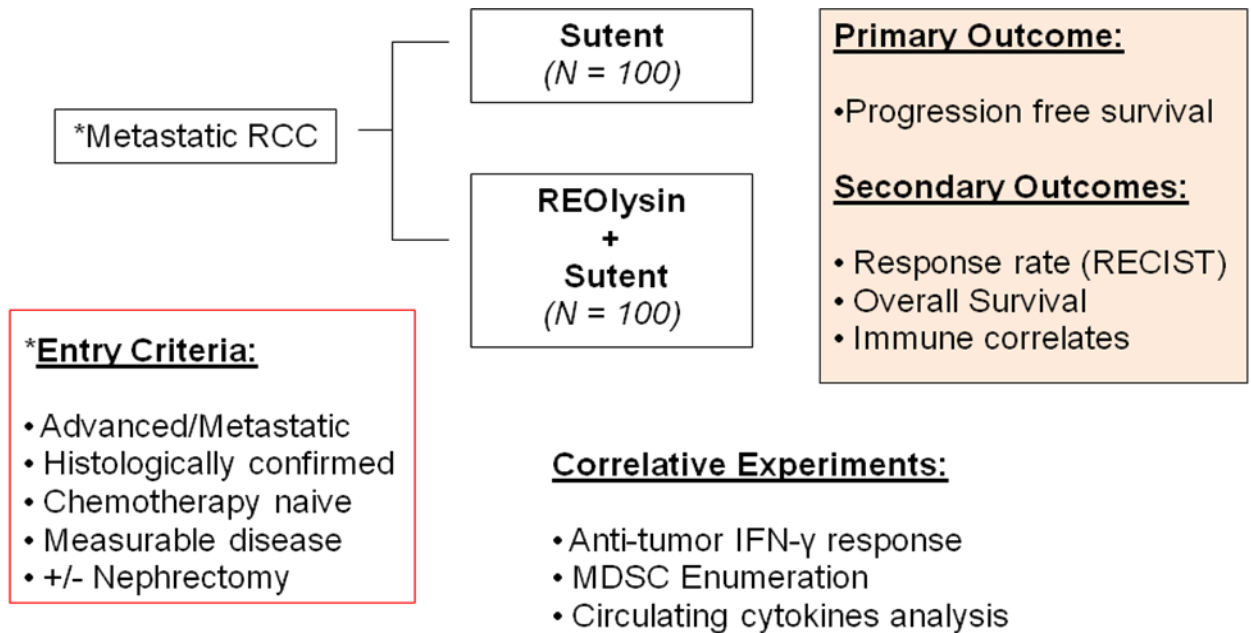 *Metastatic RCC
Sutent
(N = 100)
REOlysin
+
Sutent
(N = 100)
Primary Outcome:
•Progression free survival
Secondary Outcomes:
• Response rate (RECIST)
• Overall Survival
• Immune correlates
*Entry Criteria:
• Advanced/Metastatic
• Histologically confirmed
• Chemotherapy naive
• Measurable disease
• +/- Nephrectomy
Correlative Experiments:
• Anti-tumor IFN-γ response
• MDSC Enumeration
• Circulating cytokines analysis